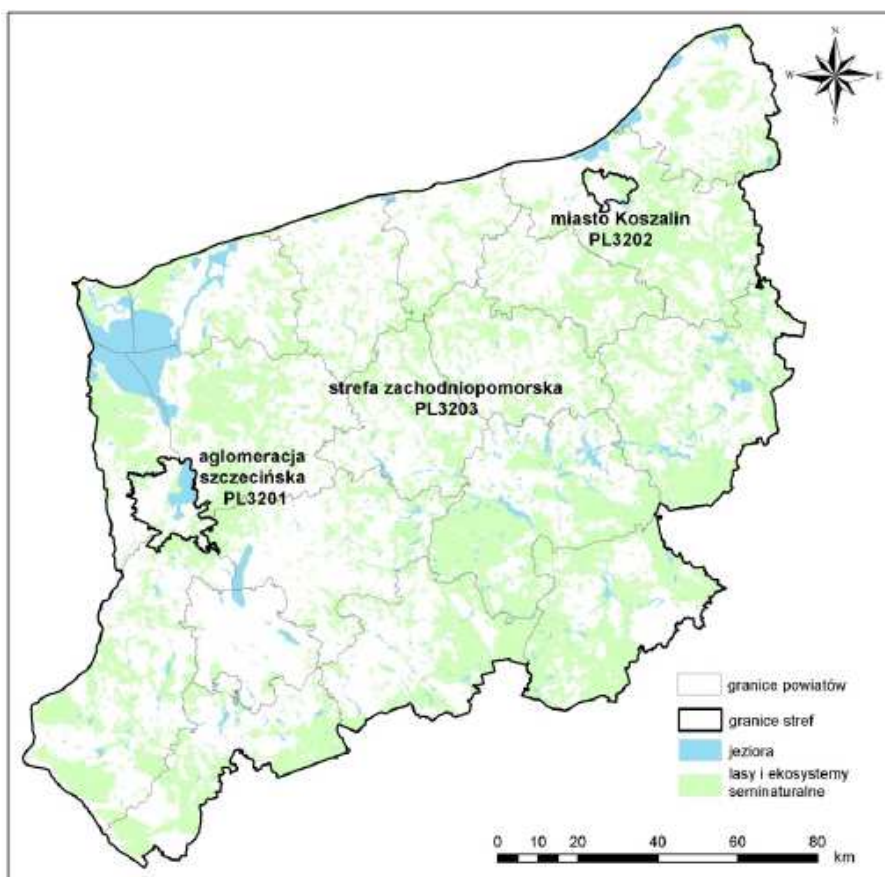 N
W E
S
miasto Koszalin
PL3202
strefa zachodniopomorska
PL3203
aglomeracja
szczecińska
PL3201
granice powiatów
granice stref
jeziora
lasy i ekosystemy
seminaturalne
0 10 20 40 60 80
km